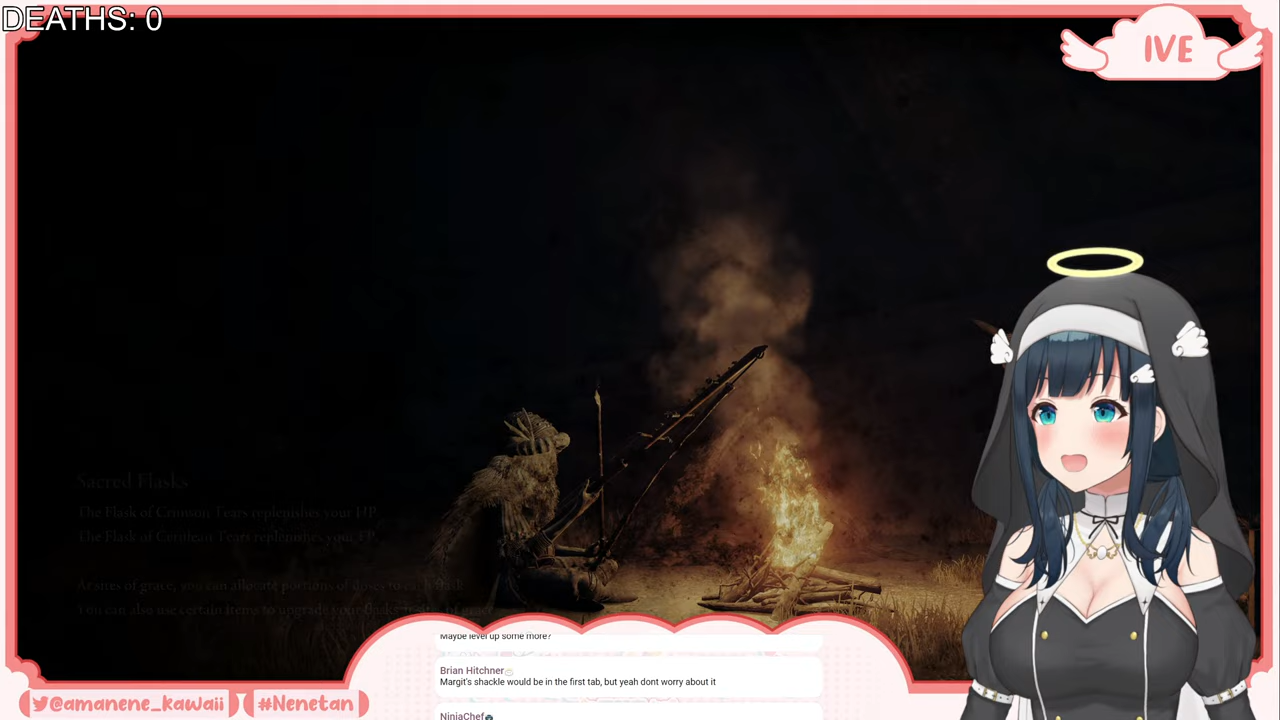 DEATHS: 0
IVE
Sacred Flasks
The Flask of Crimson Tears replenishes your HP.
The Flask of Cerulean Tears replenishes your FP.
At sites of grace, you can allocate portions of doses to each flask.
You can also use certain items to upgrade your flasks at sites of grace.
Maybe level up some more?
Brian Hitchner
Margit's shackle would be in the first tab, but yeah dont worry about it
NinjaChef
@amanene_kawaii
#Nenetan